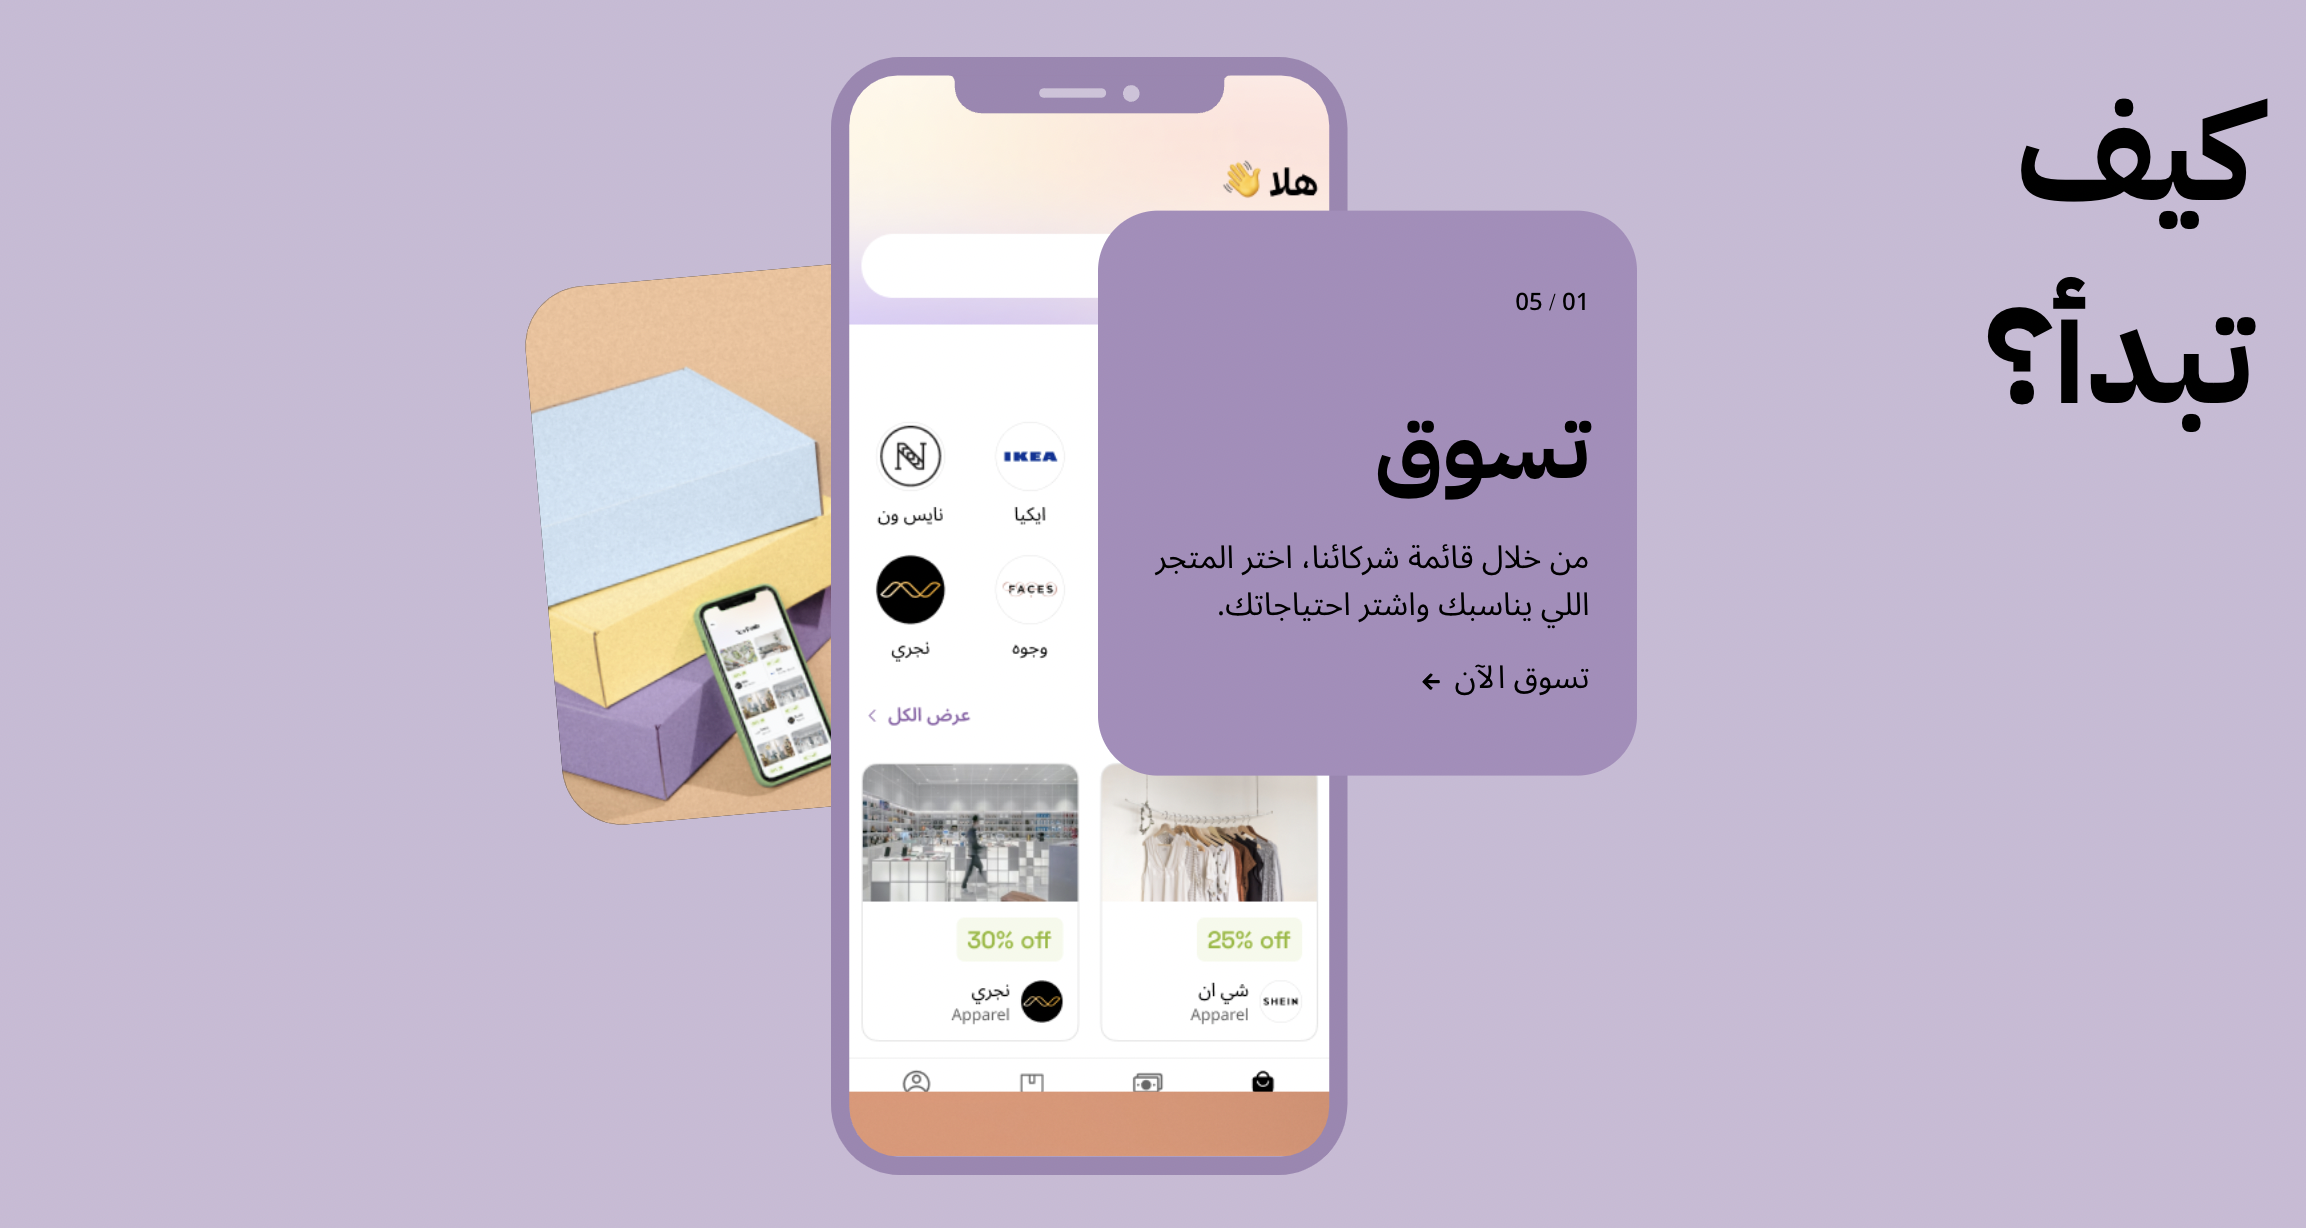 كيف
تبدأ؟
هلا 👋
01 / 05
تسوق
من خلال قائمة شركائنا، اختر المتجر
اللي يناسبك واشتر احتياجاتك.
تسوق الآن ←
IKEA
ايكيا
نايس ون
FACES
وجوه
نجري
عرض الكل
25% off
شي ان
SHEIN
Apparel
30% off
نجري
Apparel